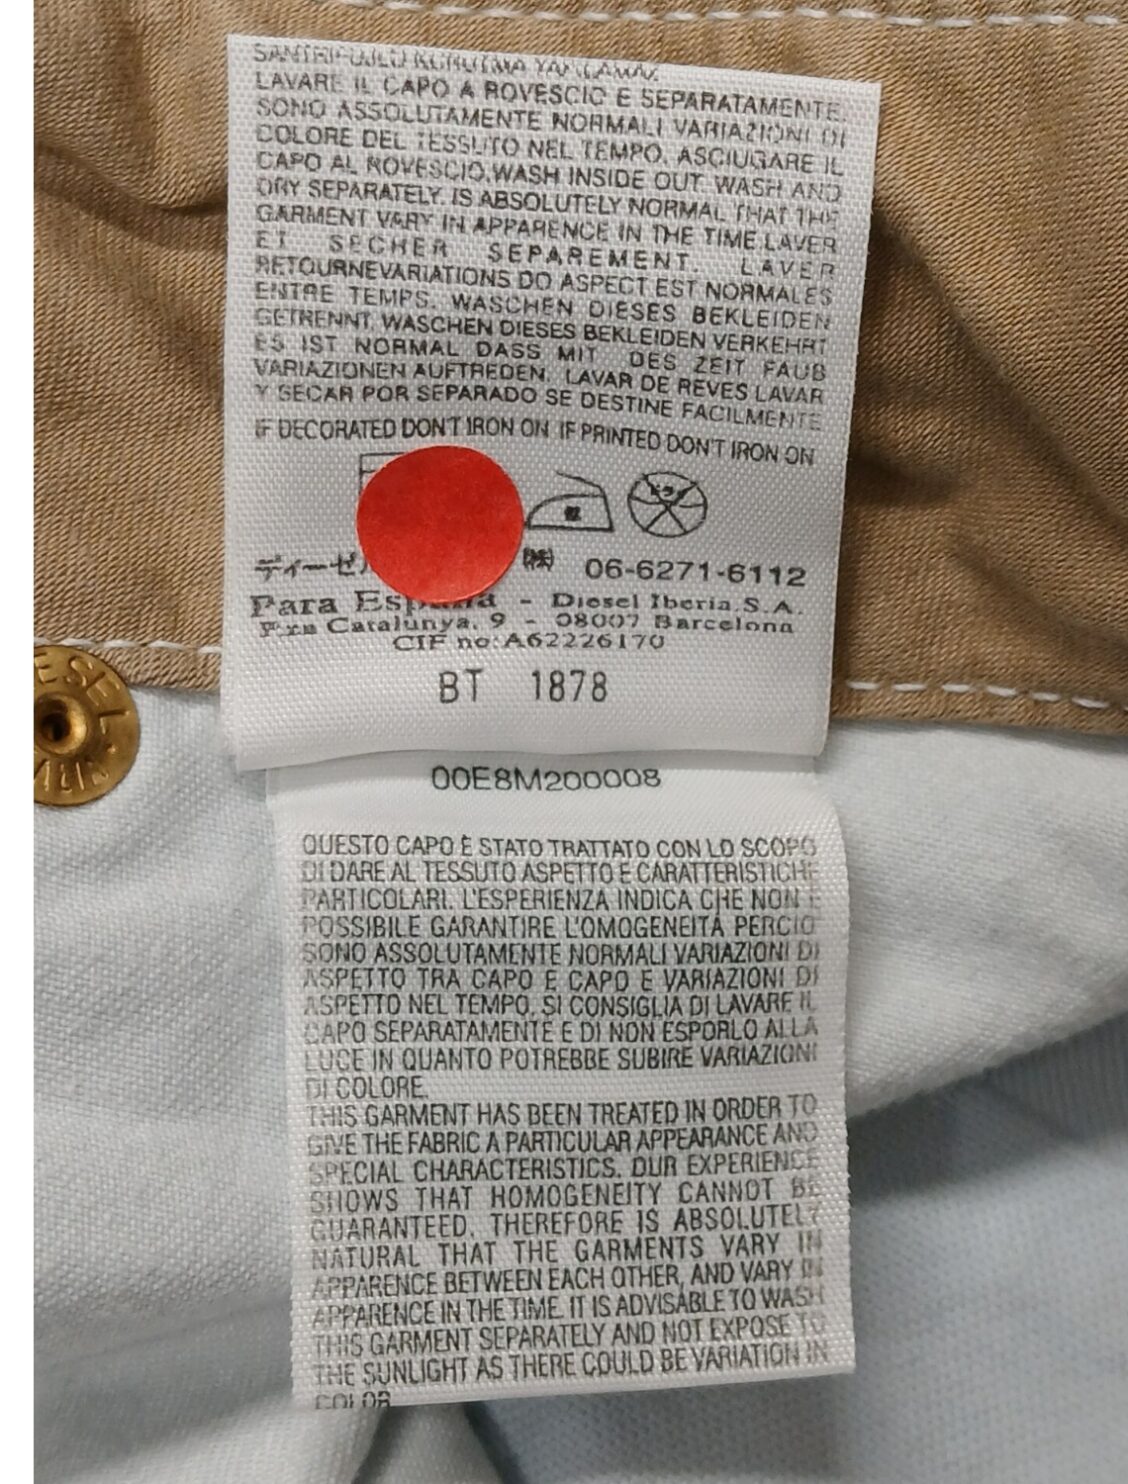 LAVARE IL CAPO A ROVESCIO E SEPARATAMENTE.
SONO ASSOLUTAMENTE NORMALI VARIAZIONI DI
COLORE DEL TESSUTO NEL TEMPO. ASCIUGARE IL
CAPO AL ROVESCIO.WASH INSIDE OUT. WASH AND
DRY SEPARATELY. IS ABSOLUTELY NORMAL THAT THE
GARMENT VARY IN APPARENCE IN THE TIME.LAVER
ET SECHER SEPAREMENT. LAVER
RETOURNEVARIATIONS DO ASPECT EST NORMALES
ENTRE TEMPS. WASCHEN DIESES BEKLEIDEN
GETRENNT. WASCHEN DIESES BEKLEIDEN VERKEHRT
ES IST NORMAL DASS MIT DES ZEIT FAUB
VARIAZIONEN AUFTREDEN. LAVAR DE REVES LAVAR
Y SECAR POR SEPARADO SE DESTINE FACILMENTE
IF DECORATED DON'T IRON ON IF PRINTED DON'T IRON ON
ディーゼ ㈱ 06-6271-6112
Para España - Diesel Iberia.S.A.
Catalunya, 9 - 08007 Barcelona
CIF no:A62226170
BT 1878
DIESEL
00E8M200008
QUESTO CAPO È STATO TRATTATO CON LO SCOPO
DI DARE AL TESSUTO ASPETTO E CARATTERISTICHE
PARTICOLARI. L'ESPERIENZA INDICA CHE NON È
POSSIBILE GARANTIRE L'OMOGENEITÀ PERCIO'
SONO ASSOLUTAMENTE NORMALI VARIAZIONI DI
ASPETTO TRA CAPO E CAPO E VARIAZIONI DI
ASPETTO NEL TEMPO. SI CONSIGLIA DI LAVARE IL
CAPO SEPARATAMENTE E DI NON ESPORLO ALLA
LUCE IN QUANTO POTREBBE SUBIRE VARIAZIONI
DI COLORE.
THIS GARMENT HAS BEEN TREATED IN ORDER TO
GIVE THE FABRIC A PARTICULAR APPEARANCE AND
SPECIAL CHARACTERISTICS. OUR EXPERIENCE
SHOWS THAT HOMOGENEITY CANNOT BE
GUARANTEED. THEREFORE IS ABSOLUTELY
NATURAL THAT THE GARMENTS VARY IN
APPARENCE BETWEEN EACH OTHER, AND VARY IN
APPARENCE IN THE TIME. IT IS ADVISABLE TO WASH
THIS GARMENT SEPARATELY AND NOT EXPOSE TO
THE SUNLIGHT AS THERE COULD BE VARIATION IN
COLOR